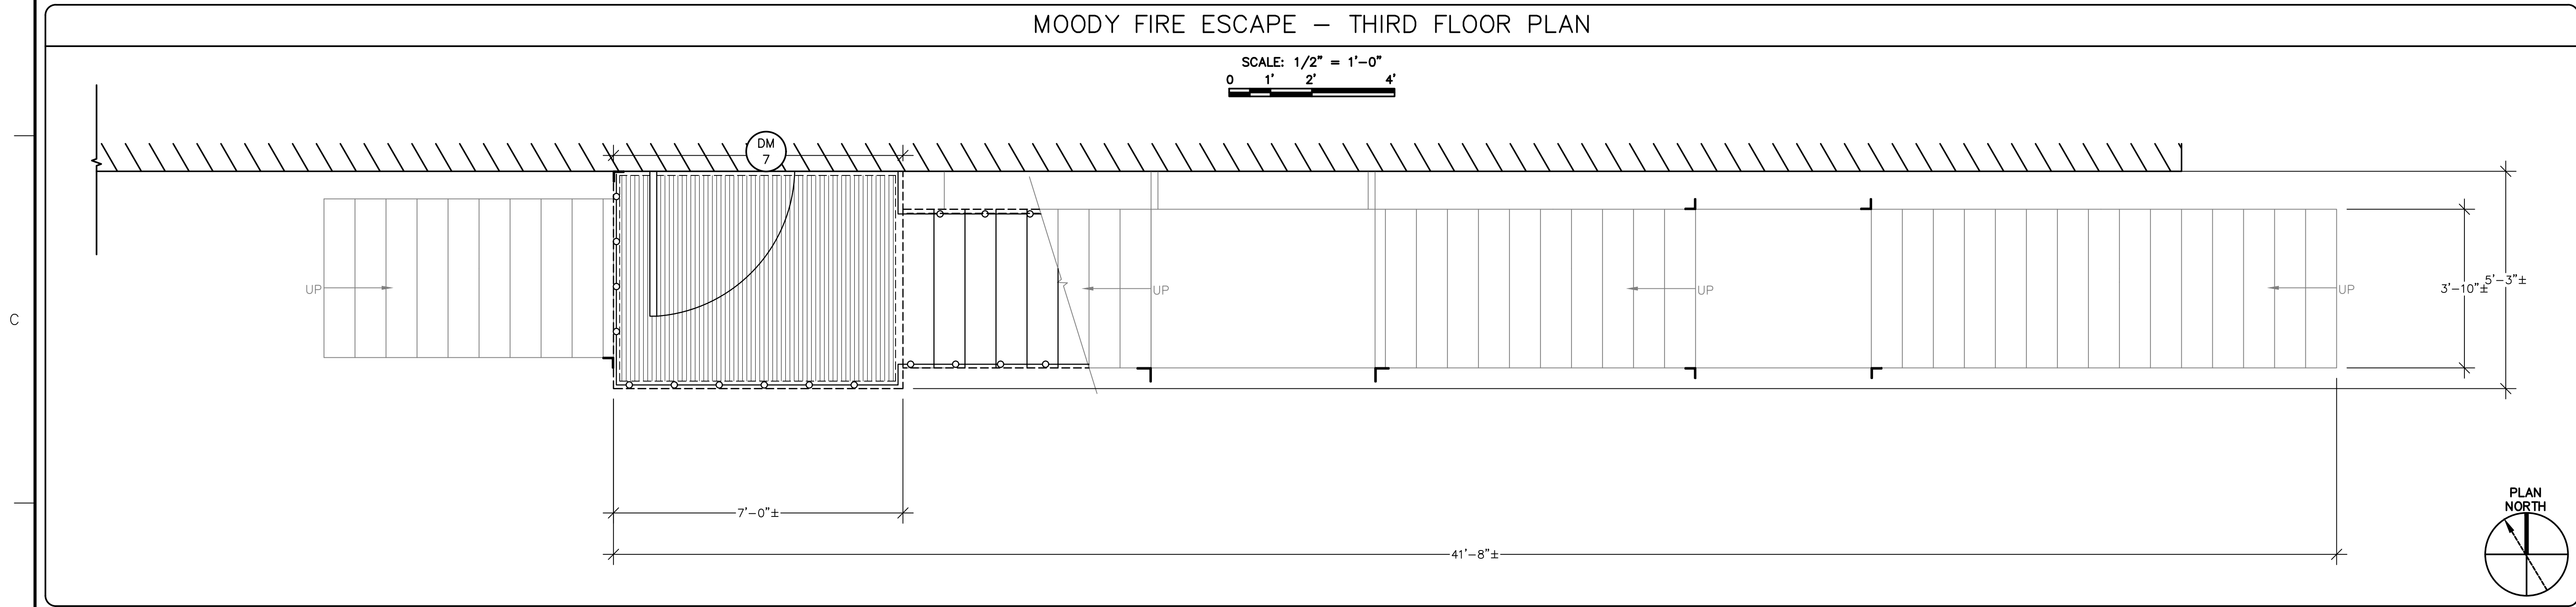 MOODY FIRE ESCAPE – THIRD FLOOR PLAN
SCALE: 1/2" = 1'-0"
0 1' 2' 4'
DM
7
UP
UP
UP
UP
3'-10"±
5'-3"±
C
7'-0"±
41'-8"±
PLAN
NORTH